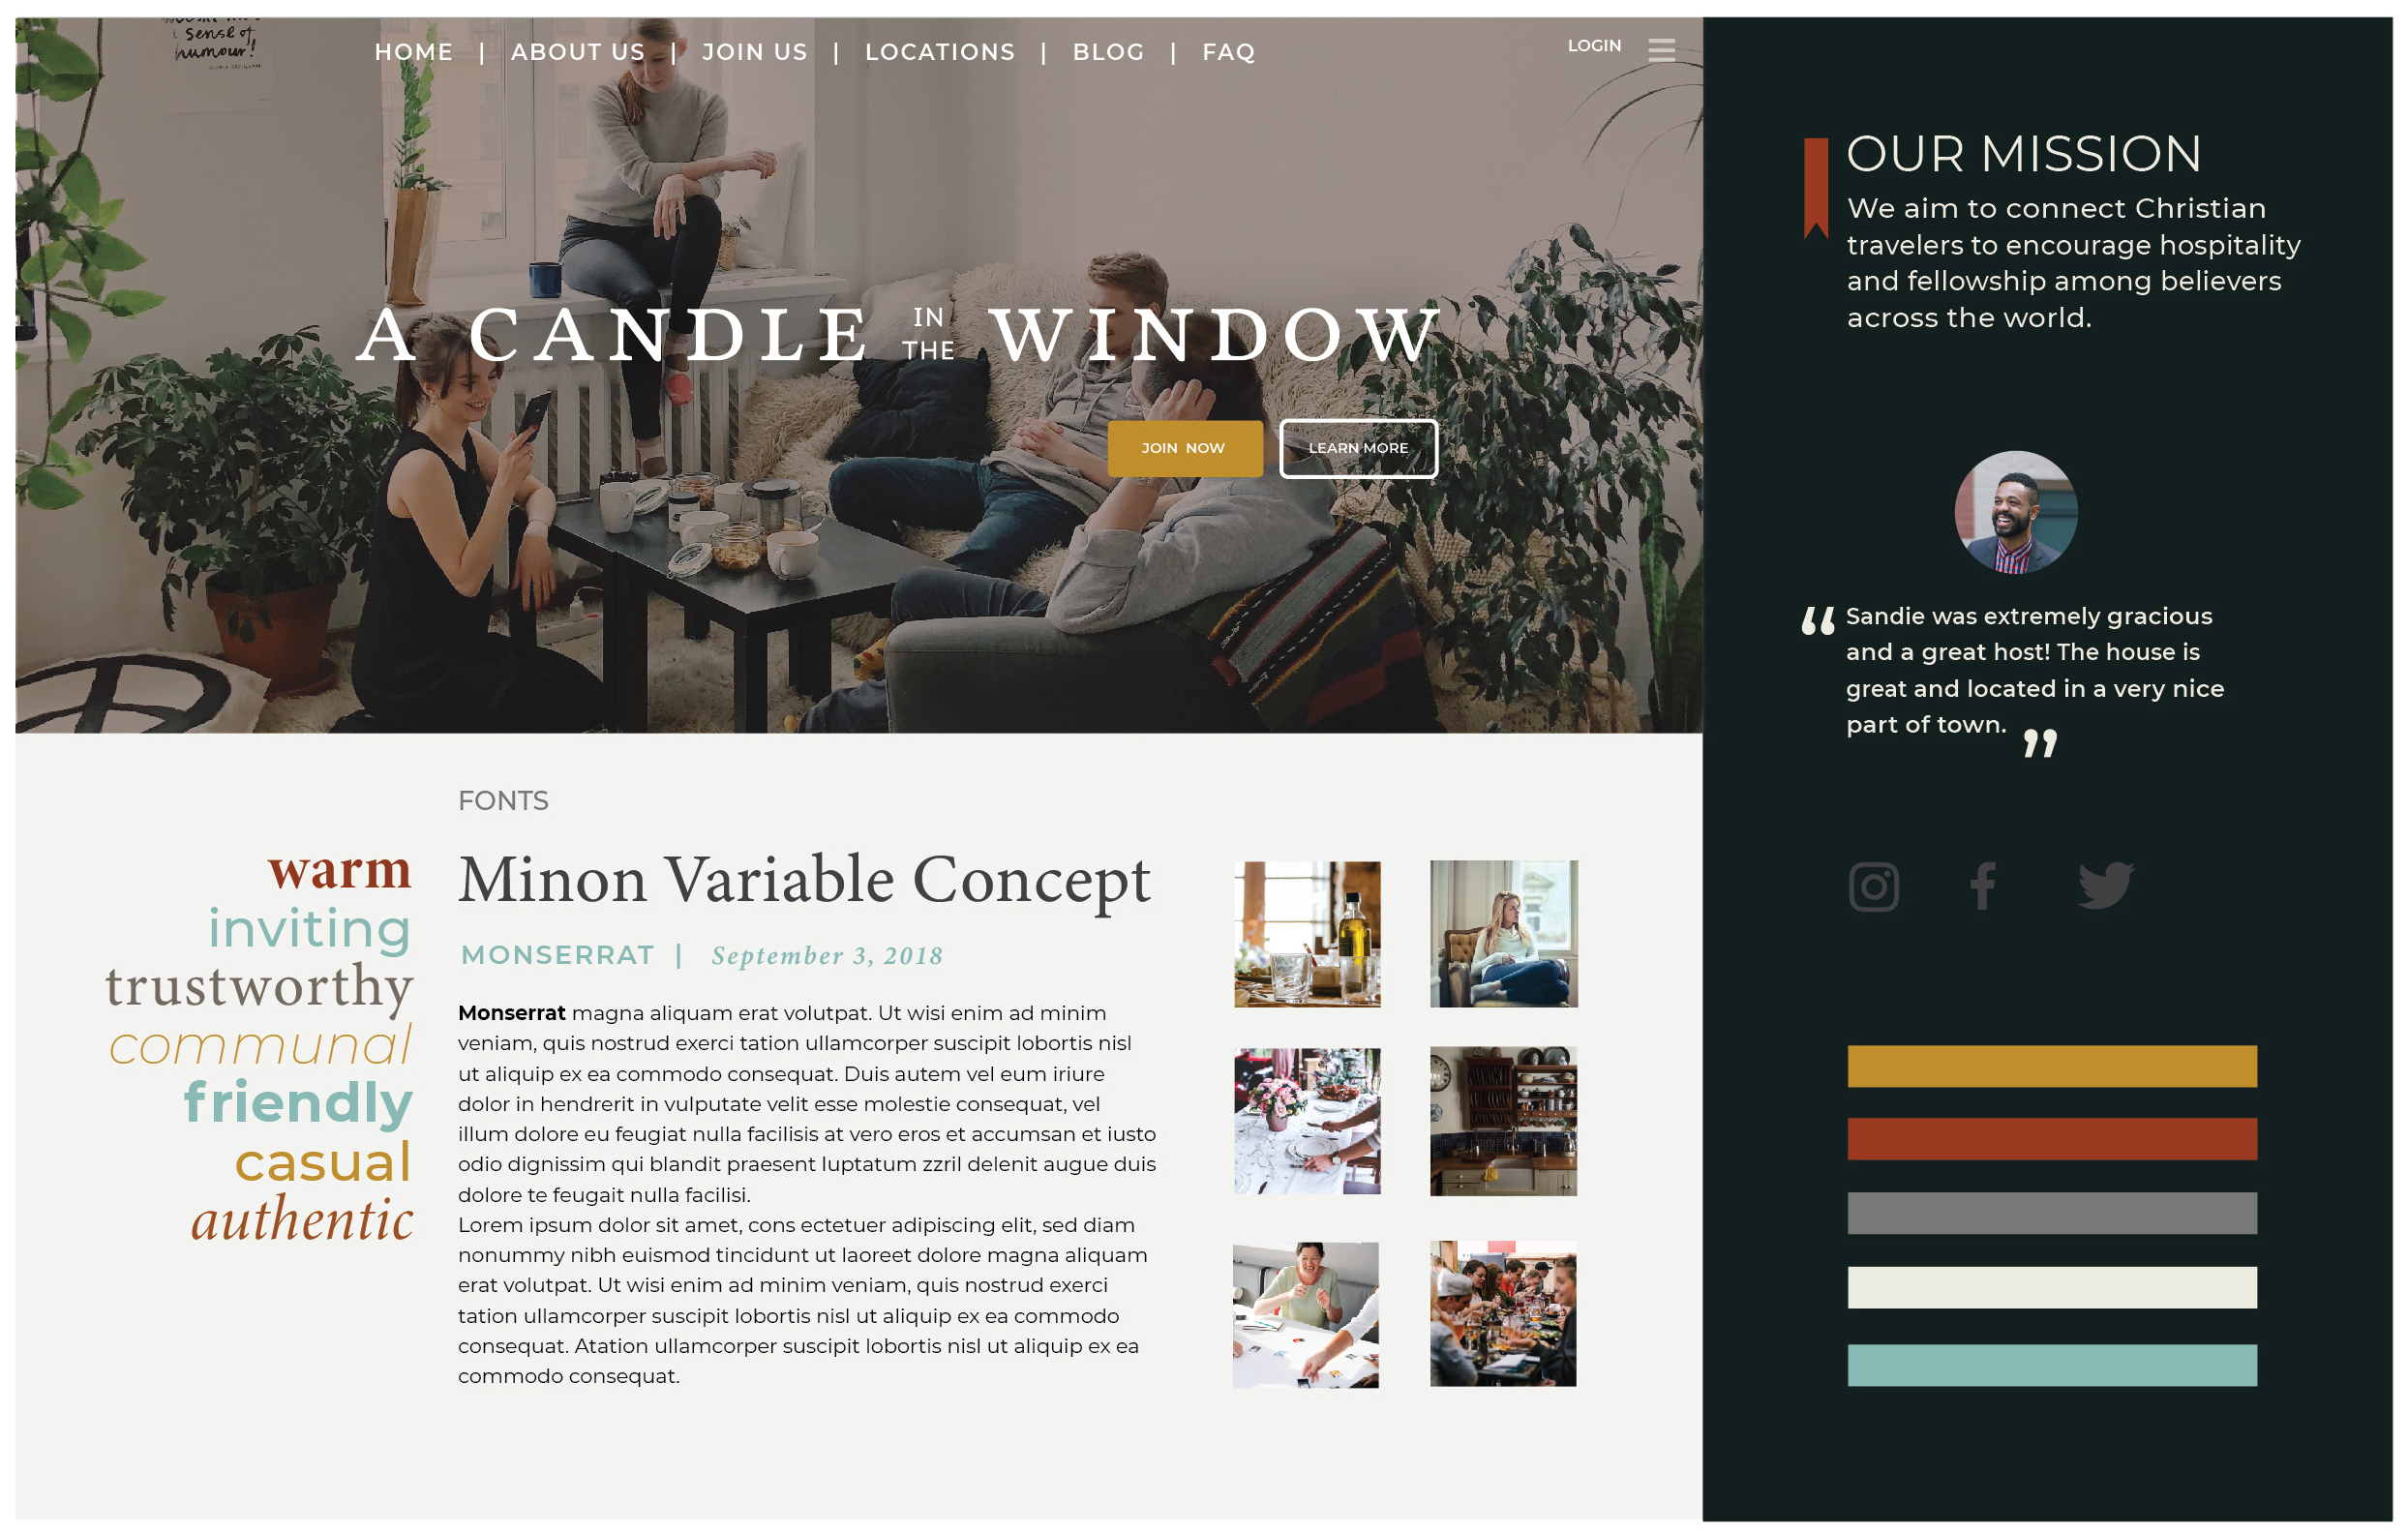 sense of
humour!
HOME | ABOUT US | JOIN US | LOCATIONS | BLOG | FAQ
LOGIN
A CANDLE IN THE WINDOW
JOIN NOW
LEARN MORE
OUR MISSION
We aim to connect Christian
travelers to encourage hospitality
and fellowship among believers
across the world.
“ Sandie was extremely gracious
and a great host! The house is
great and located in a very nice
part of town. ”
warm
inviting
trustworthy
communal
friendly
casual
authentic
FONTS
Minon Variable Concept
MONSERRAT | September 3, 2018
Monserrat magna aliquam erat volutpat. Ut wisi enim ad minim
veniam, quis nostrud exerci tation ullamcorper suscipit lobortis nisl
ut aliquip ex ea commodo consequat. Duis autem vel eum iriure
dolor in hendrerit in vulputate velit esse molestie consequat, vel
illum dolore eu feugiat nulla facilisis at vero eros et accumsan et iusto
odio dignissim qui blandit praesent luptatum zzril delenit augue duis
dolore te feugait nulla facilisi.
Lorem ipsum dolor sit amet, cons ectetuer adipiscing elit, sed diam
nonummy nibh euismod tincidunt ut laoreet dolore magna aliquam
erat volutpat. Ut wisi enim ad minim veniam, quis nostrud exerci
tation ullamcorper suscipit lobortis nisl ut aliquip ex ea commodo
consequat. Atation ullamcorper suscipit lobortis nisl ut aliquip ex ea
commodo consequat.